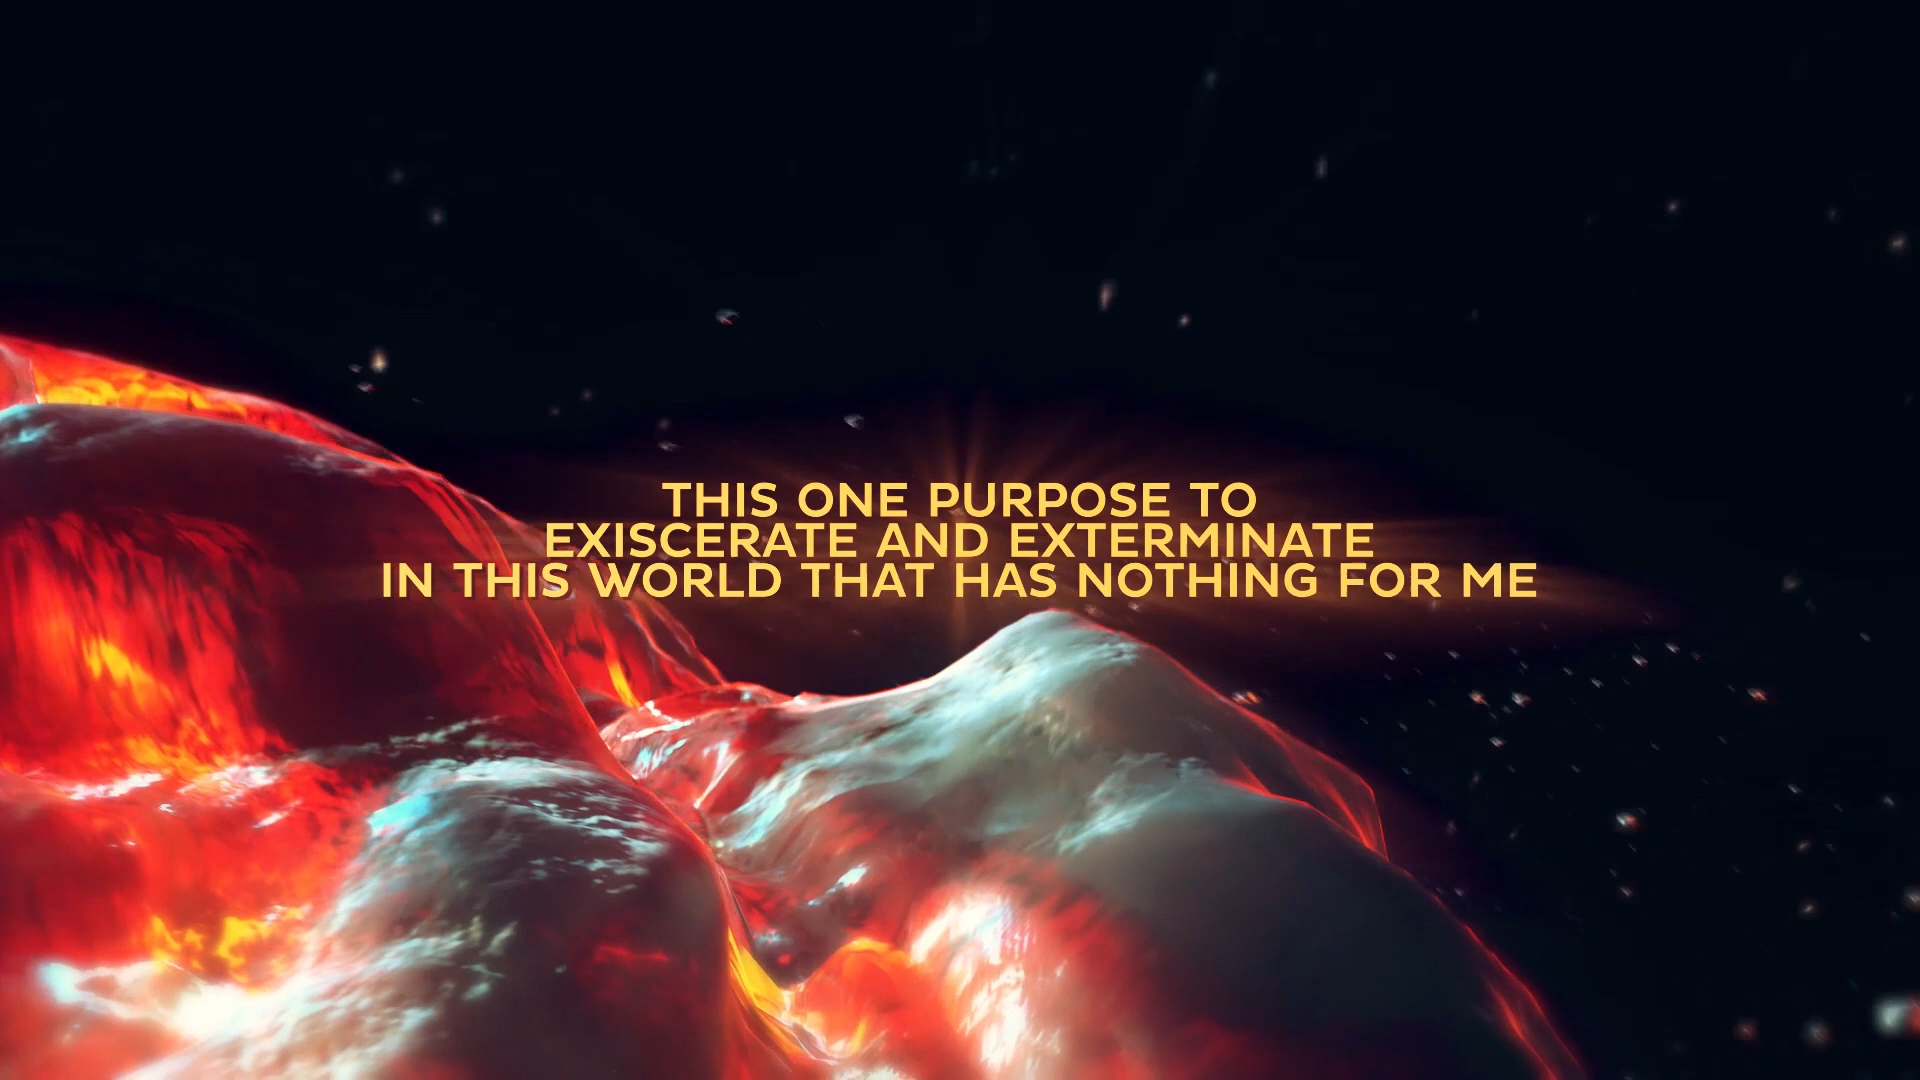 THIS ONE PURPOSE TO
EXISCERATE AND EXTERMINATE
IN THIS WORLD THAT HAS NOTHING FOR ME